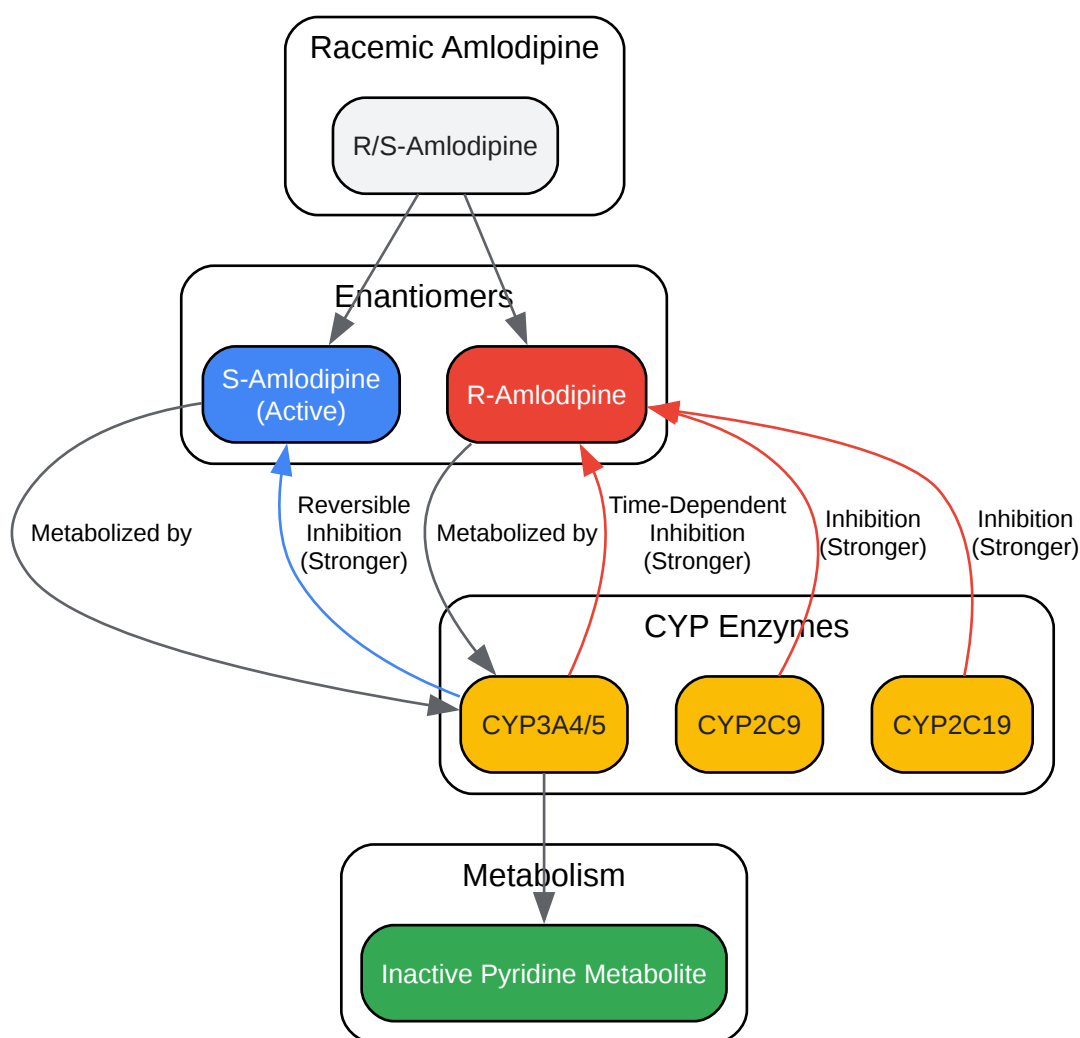 Racemic Amlodipine
R/S-Amlodipine
Enantiomers
S-Amlodipine
(Active)
R-Amlodipine
Metabolized by
Reversible
Inhibition
(Stronger)
Metabolized by
Time-Dependent
Inhibition
(Stronger)
Inhibition
(Stronger)
Inhibition
(Stronger)
CYP Enzymes
CYP3A4/5
CYP2C9
CYP2C19
Metabolism
Inactive Pyridine Metabolite